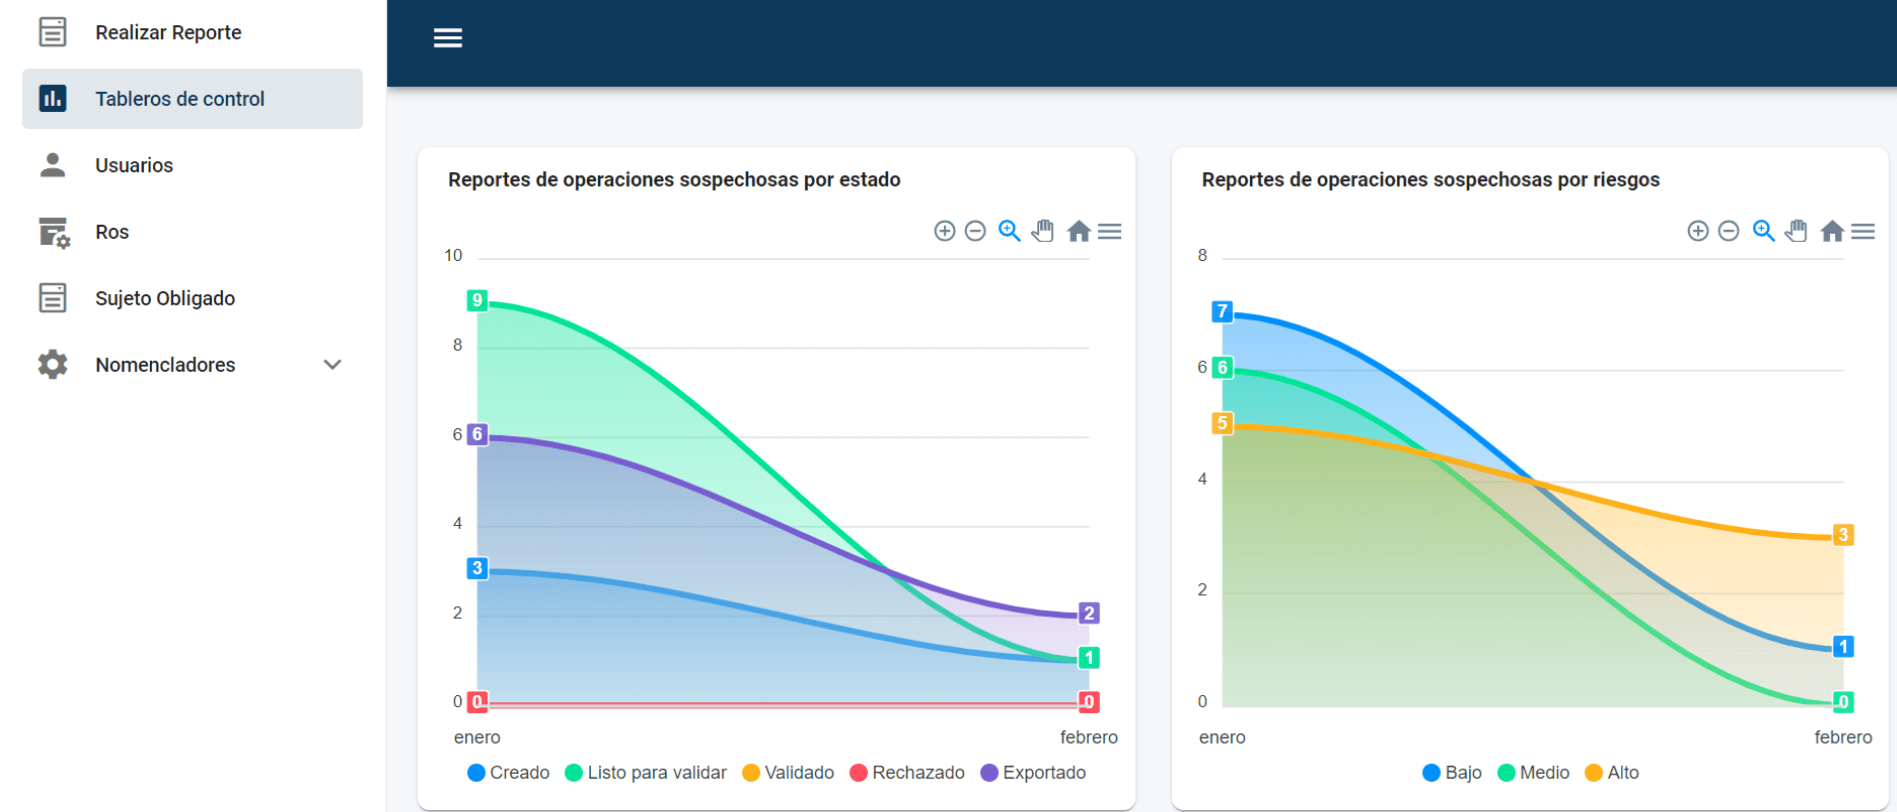 Realizar Reporte
Tableros de control
Usuarios
Ros
Sujeto Obligado
Nomencladores
Reportes de operaciones sospechosas por estado
10
8
6
4
2
0
9
6
3
0
2
1
0
enero
febrero
Creado
Listo para validar
Validado
Rechazado
Exportado
Reportes de operaciones sospechosas por riesgos
8
6
4
2
0
7
6
5
3
1
0
enero
febrero
Bajo
Medio
Alto